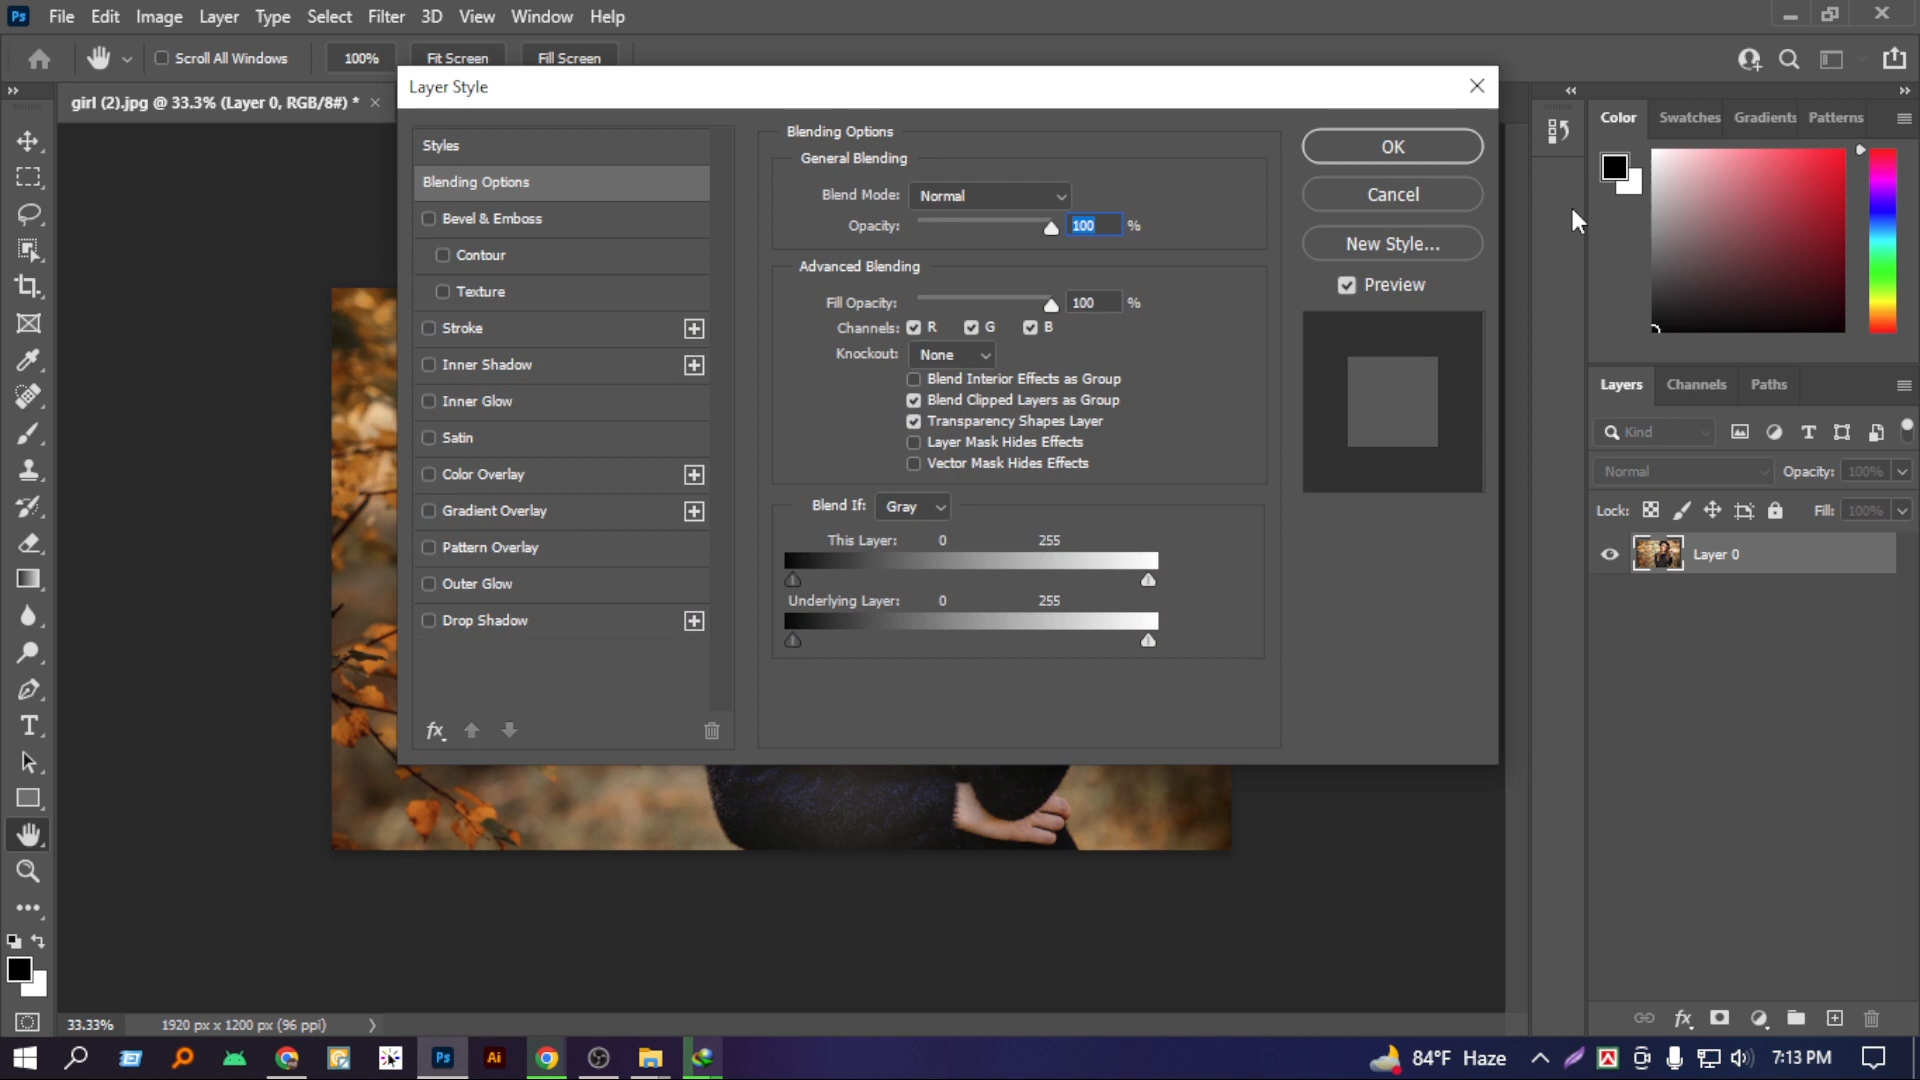 Ps File Edit Image Layer Type Select Filter 3D View Window Help
Scroll All Windows 100% Fit Screen Fill Screen
girl (2).jpg @ 33.3% (Layer 0, RGB/8#) *
Layer Style
Styles
Blending Options
Bevel & Emboss
Contour
Texture
Stroke
Inner Shadow
Inner Glow
Satin
Color Overlay
Gradient Overlay
Pattern Overlay
Outer Glow
Drop Shadow
fx
Blending Options
General Blending
Blend Mode: Normal
Opacity: 100 %
Advanced Blending
Fill Opacity: 100 %
Channels: R G B
Knockout: None
Blend Interior Effects as Group
Blend Clipped Layers as Group
Transparency Shapes Layer
Layer Mask Hides Effects
Vector Mask Hides Effects
Blend If: Gray
This Layer: 0 255
Underlying Layer: 0 255
OK
Cancel
New Style...
Preview
Color Swatches Gradients Patterns
Layers Channels Paths
Kind
Normal Opacity: 100%
Lock: Fill: 100%
Layer 0
fx
33.33% 1920 px x 1200 px (96 ppi)
Ps Ai 84°F Haze 7:13 PM